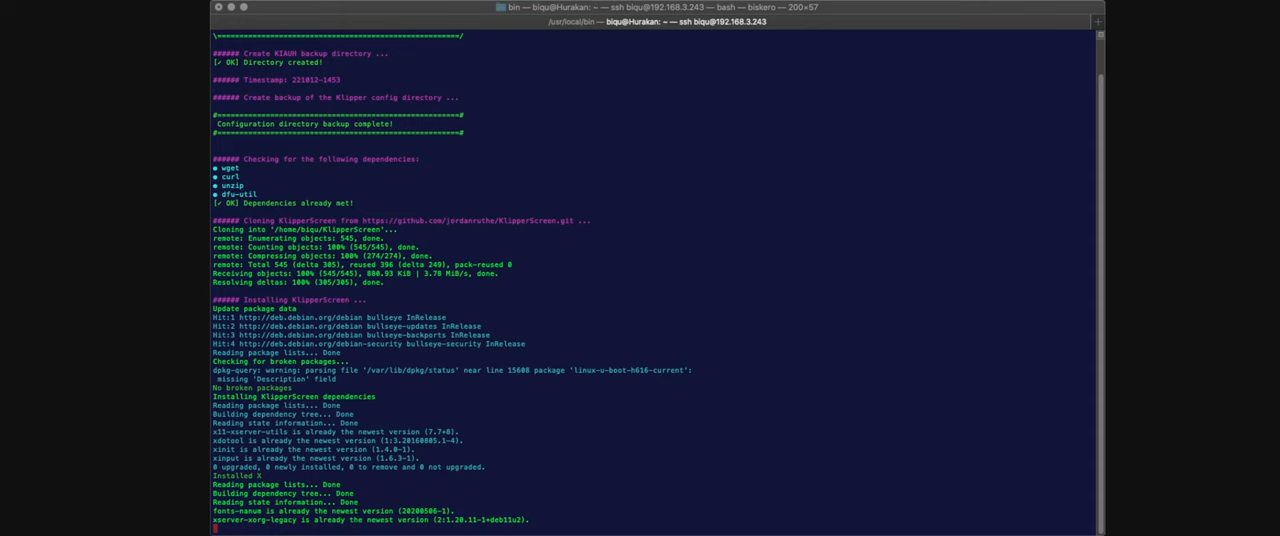 bin — biqu@Hurakan: ~ — ssh biqu@192.168.3.243 — bash — biskero — 200×57
/usr/local/bin — biqu@Hurakan: ~ — ssh biqu@192.168.3.243
\=======================================================/
###### Create KIAUH backup directory ...
[✓ OK] Directory created!
###### Timestamp: 221012-1453
###### Create backup of the Klipper config directory ...
#=======================================================#
Configuration directory backup complete!
#=======================================================#
###### Checking for the following dependencies:
● wget
● curl
● unzip
● dfu-util
[✓ OK] Dependencies already met!
###### Cloning KlipperScreen from https://github.com/jordanruthe/KlipperScreen.git ...
Cloning into '/home/biqu/KlipperScreen'...
remote: Enumerating objects: 545, done.
remote: Counting objects: 100% (545/545), done.
remote: Compressing objects: 100% (274/274), done.
remote: Total 545 (delta 305), reused 396 (delta 249), pack-reused 0
Receiving objects: 100% (545/545), 880.93 KiB | 3.78 MiB/s, done.
Resolving deltas: 100% (305/305), done.
###### Installing KlipperScreen ...
Update package data
Hit:1 http://deb.debian.org/debian bullseye InRelease
Hit:2 http://deb.debian.org/debian bullseye-updates InRelease
Hit:3 http://deb.debian.org/debian bullseye-backports InRelease
Hit:4 http://deb.debian.org/debian-security bullseye-security InRelease
Reading package lists... Done
Checking for broken packages...
dpkg-query: warning: parsing file '/var/lib/dpkg/status' near line 15608 package 'linux-u-boot-h616-current':
missing 'Description' field
No broken packages
Installing KlipperScreen dependencies
Reading package lists... Done
Building dependency tree... Done
Reading state information... Done
x11-xserver-utils is already the newest version (7.7+8).
xdotool is already the newest version (1:3.20160805.1-4).
xinit is already the newest version (1.4.0-1).
xinput is already the newest version (1.6.3-1).
0 upgraded, 0 newly installed, 0 to remove and 0 not upgraded.
Installed X
Reading package lists... Done
Building dependency tree... Done
Reading state information... Done
fonts-nanum is already the newest version (20200506-1).
xserver-xorg-legacy is already the newest version (2:1.20.11-1+deb11u2).